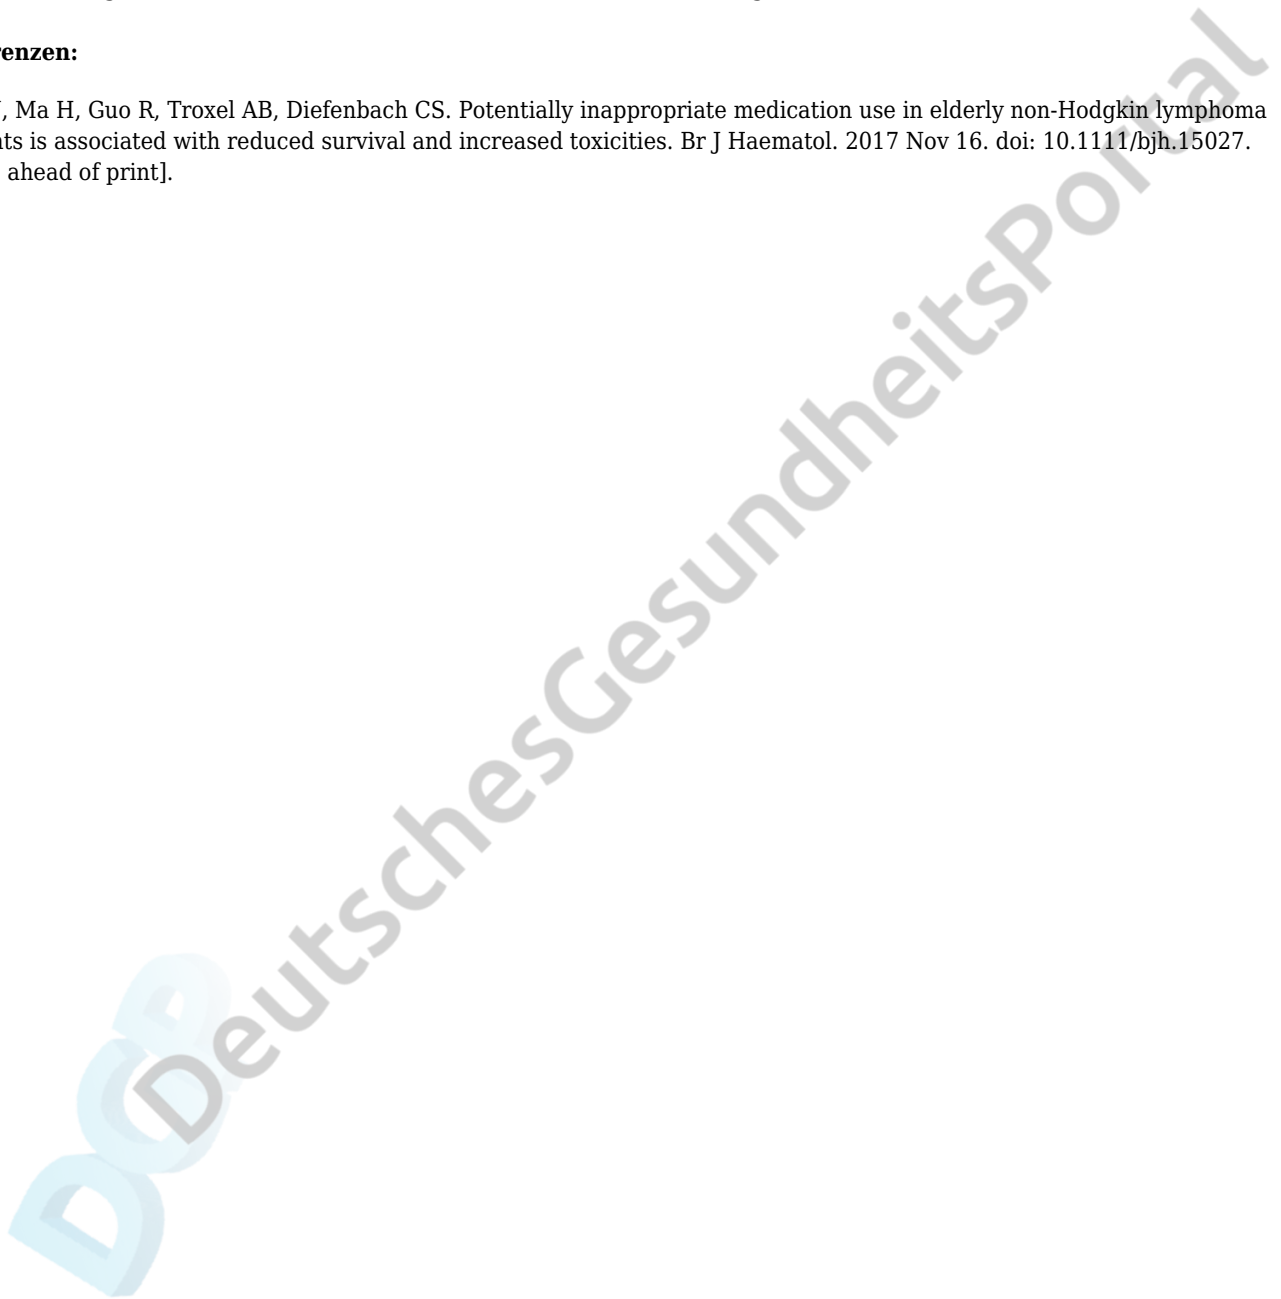 renzen:
, Ma H, Guo R, Troxel AB, Diefenbach CS. Potentially inappropriate medication use in elderly non-Hodgkin lymphoma
nts is associated with reduced survival and increased toxicities. Br J Haematol. 2017 Nov 16. doi: 10.1111/bjh.15027.
ahead of print].
DeutschesGesundheitsPortal
DGP